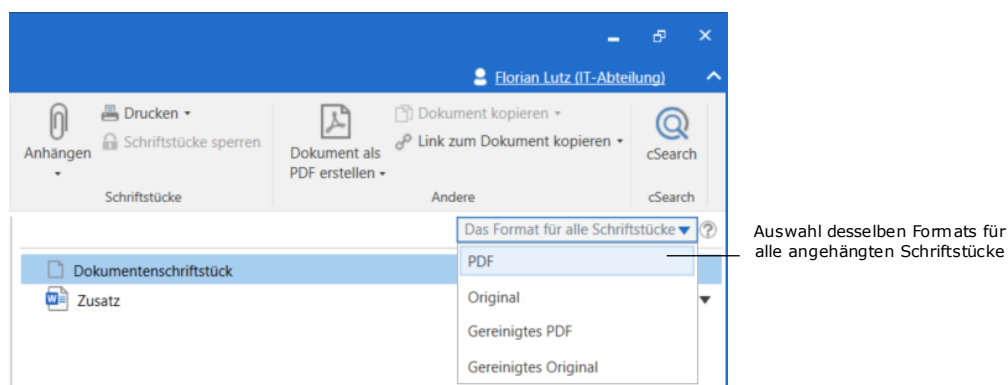 Florian Lutz (IT-Abteilung)
Drucken
Dokument kopieren
Schriftstücke sperren
Link zum Dokument kopieren
Anhängen
Dokument als
PDF erstellen
cSearch
Schriftstücke
Andere
cSearch
Das Format für alle Schriftstücke
Auswahl desselben Formats für
alle angehängten Schriftstücke
PDF
Dokumentenschriftstück
Zusatz
Original
Gereinigtes PDF
Gereinigtes Original